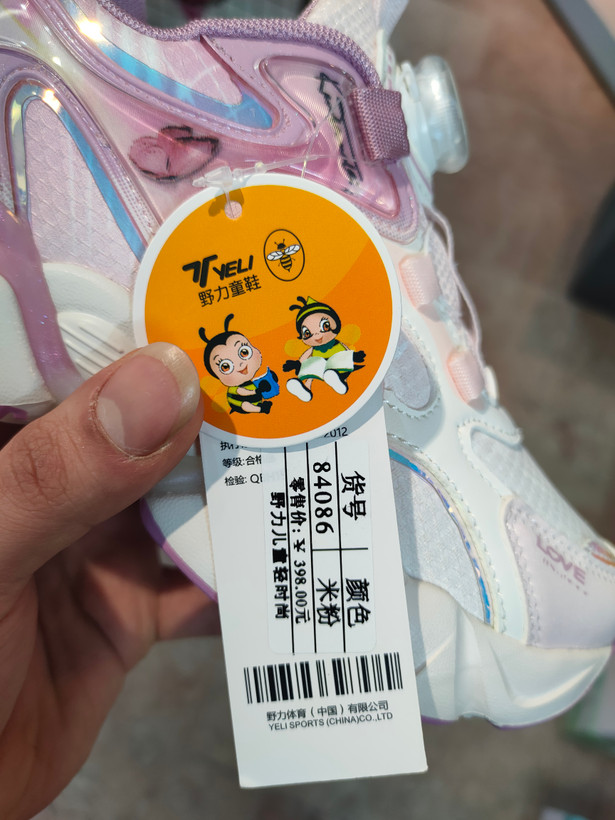 YELI
野力童鞋
2012
等级:合格
检验: Q
货号
84086
颜色
米粉
零售价:¥ 398.00元
野力儿童轻时尚
野力体育(中国)有限公司
YELI SPORTS (CHINA)CO.,LTD
LOVE